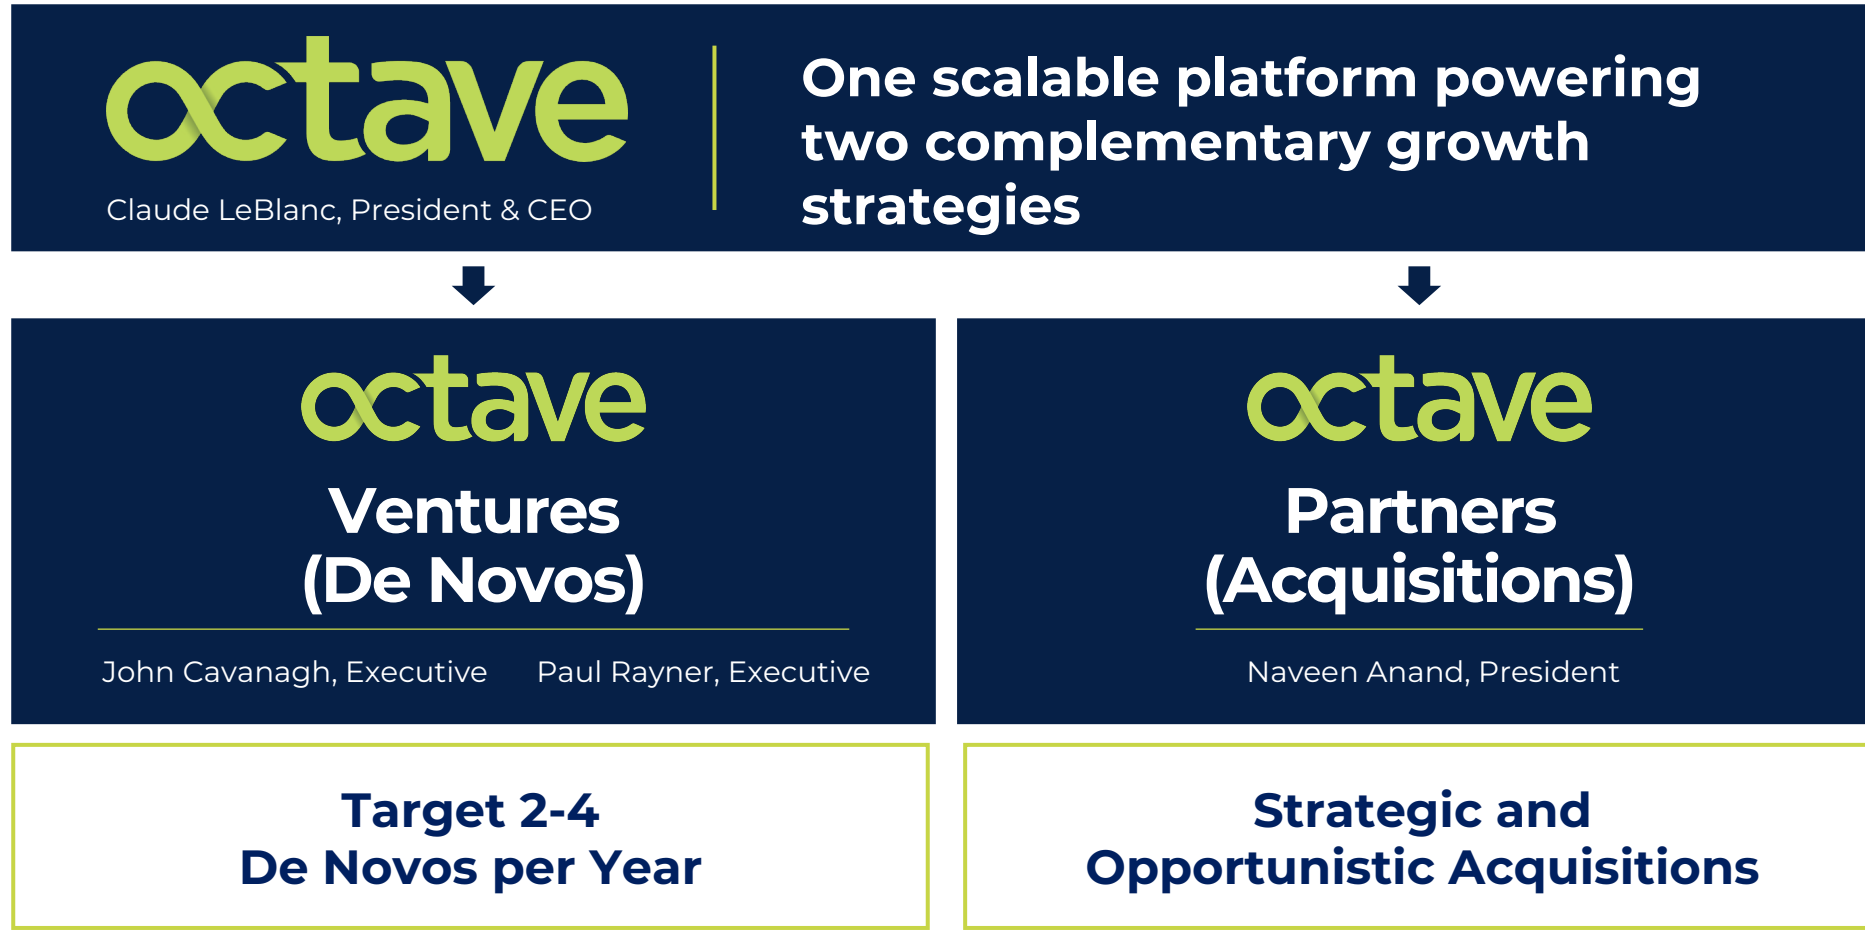 octave
Claude LeBlanc, President & CEO
One scalable platform powering
two complementary growth
strategies
octave
Ventures
(De Novos)
John Cavanagh, Executive
Paul Rayner, Executive
Target 2-4
De Novos per Year
octave
Partners
(Acquisitions)
Naveen Anand, President
Strategic and
Opportunistic Acquisitions